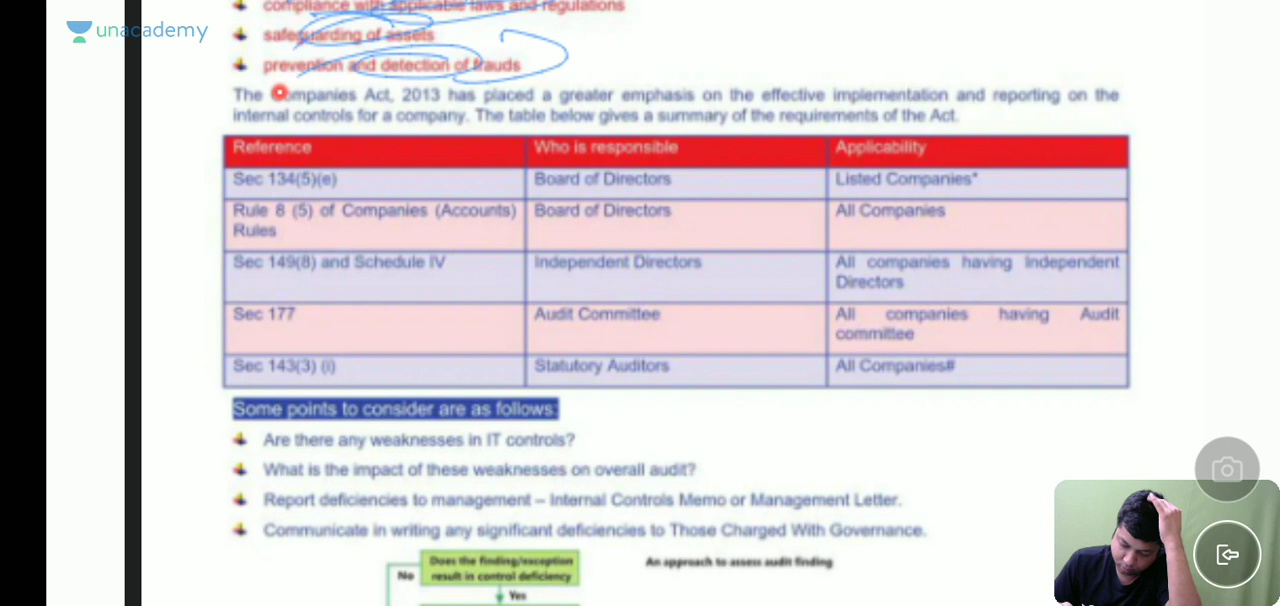 compliance with applicable laws and regulations
unacademy
safeguarding of assets
prevention and detection of frauds
The Companies Act, 2013 has placed a greater emphasis on the effective implementation and reporting on the
internal controls for a company. The table below gives a summary of the requirements of the Act.
Reference Who is responsible Applicability
Sec 134(5)(e) Board of Directors Listed Companies*
Rule 8 (5) of Companies (Accounts) Board of Directors All Companies
Rules
Sec 149(8) and Schedule IV Independent Directors All companies having Independent
Directors
Sec 177 Audit Committee All companies having Audit
committee
Sec 143(3) (i) Statutory Auditors All Companies#
Some points to consider are as follows:
Are there any weaknesses in IT controls?
What is the impact of these weaknesses on overall audit?
Report deficiencies to management – Internal Controls Memo or Management Letter.
Communicate in writing any significant deficiencies to Those Charged With Governance.
Does the finding/exception An approach to assess audit finding
No result in control deficiency
Yes